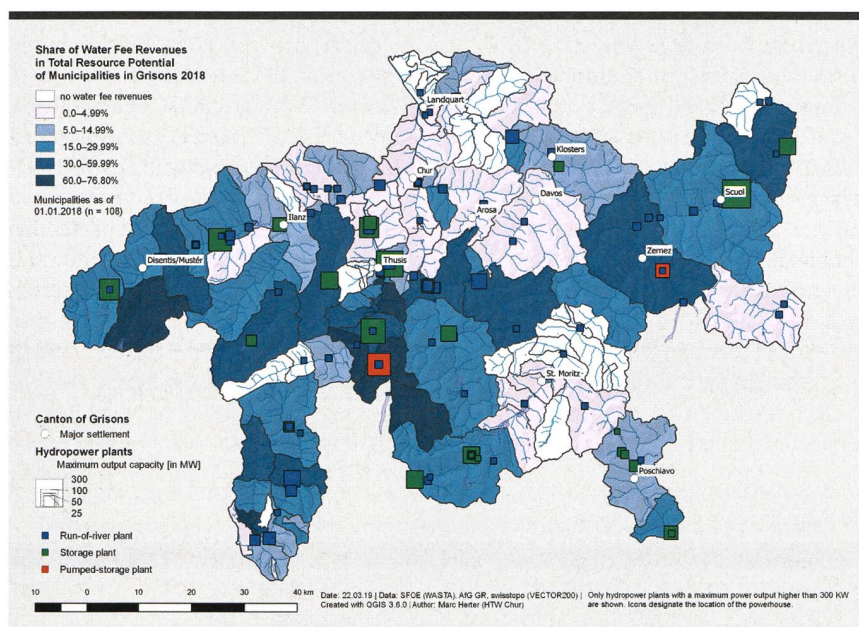 Share of Water Fee Revenues
in Total Resource Potential
of Municipalities in Grisons 2018
no water fee revenues
0.0–4.99%
5.0–14.99%
15.0–29.99%
30.0–59.99%
60.0–76.80%
Municipalities as of
01.01.2018 (n = 108)
Landquart
Klosters
Chur
Davos
Scuol
Arosa
Ilanz
Disentis/Mustér
Thusis
Zernez
St. Moritz
Poschiavo
Canton of Grisons
Major settlement
Hydropower plants
Maximum output capacity [in MW]
300
100
50
25
Run-of-river plant
Storage plant
Pumped-storage plant
10 0 10 20 30 40 km
Date: 22.03.19 | Data: SFOE (WASTA). AfG GR, swisstopo (VECTOR200) |
Created with QGIS 3.6.0 | Author: Marc Herter (HTW Chur)
Only hydropower plants with a maximum power output higher than 300 KW
are shown. Icons designate the location of the powerhouse.